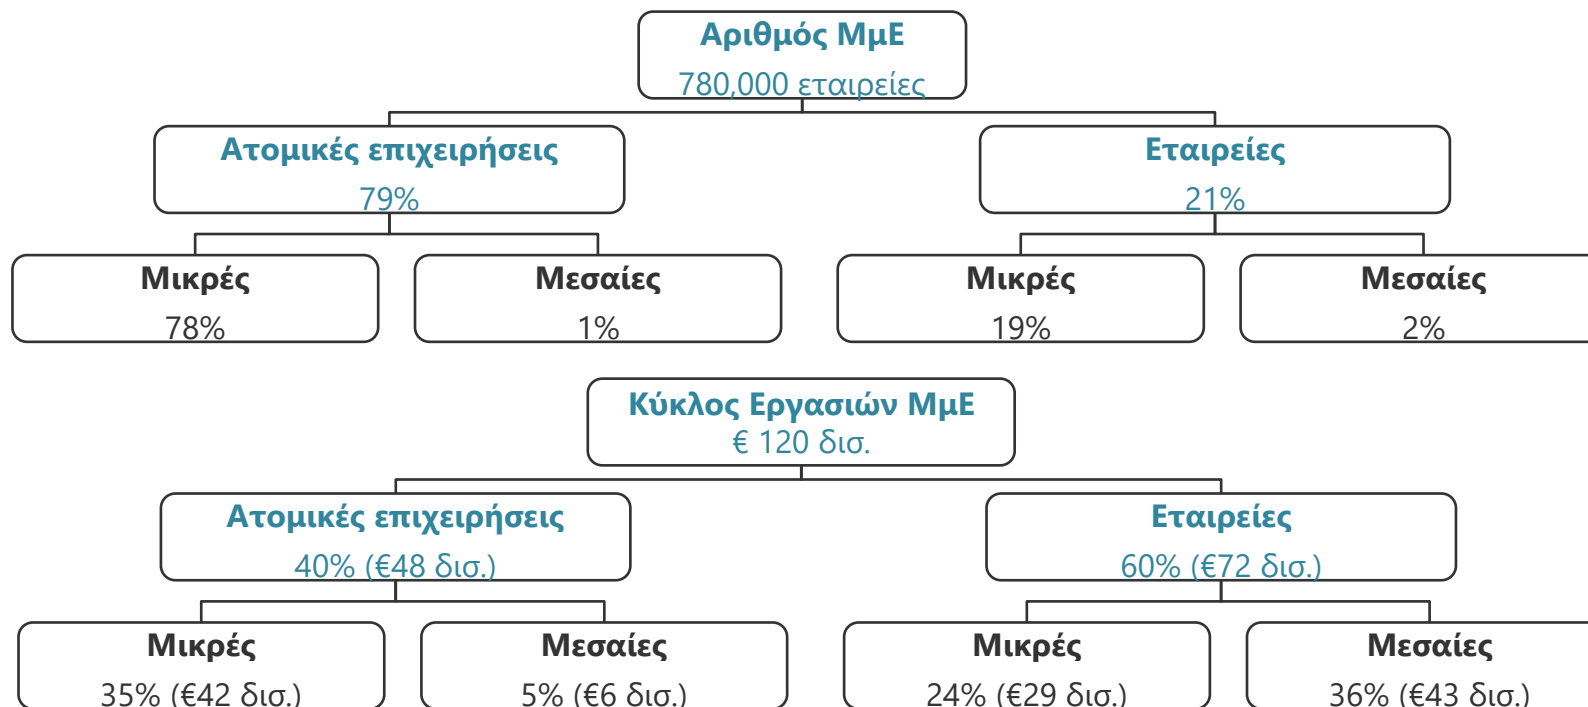 Αριθμός ΜμΕ
780,000 εταιρείες
Ατομικές επιχειρήσεις
79%
Εταιρείες
21%
Μικρές
78%
Μεσαίες
1%
Μικρές
19%
Μεσαίες
2%
Κύκλος Εργασιών ΜμΕ
€ 120 δισ.
Ατομικές επιχειρήσεις
40% (€48 δισ.)
Εταιρείες
60% (€72 δισ.)
Μικρές
35% (€42 δισ.)
Μεσαίες
5% (€6 δισ.)
Μικρές
24% (€29 δισ.)
Μεσαίες
36% (€43 δισ.)